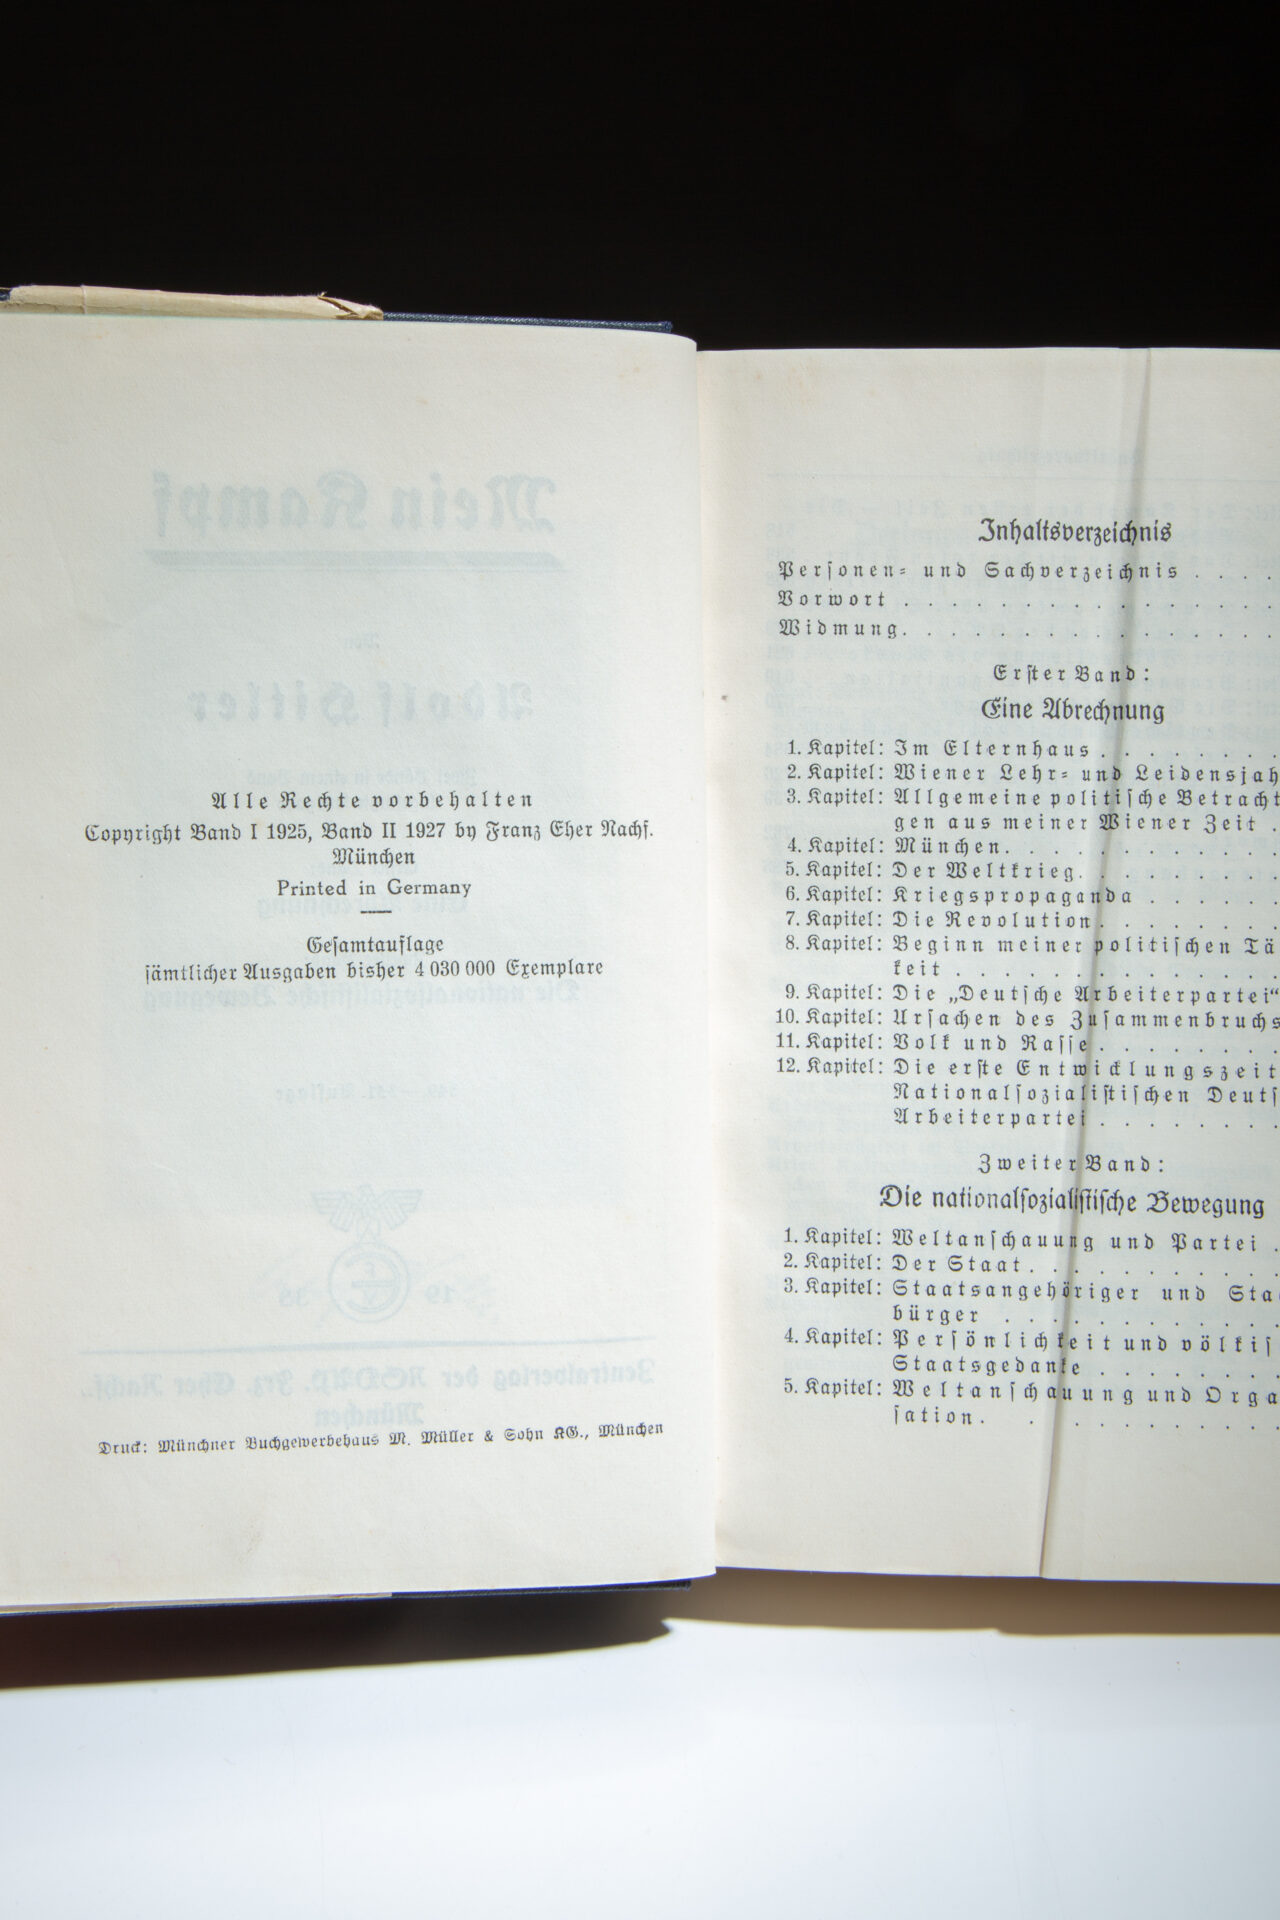 Alle Rechte vorbehalten
Copyright Band I 1925, Band II 1927 by Franz Eher Nachf.
München
Printed in Germany
Gesamtauflage
sämtlicher Ausgaben bisher 4 030 000 Exemplare
Druck: Münchner Buchgewerbehaus M. Müller & Sohn KG., München
Inhaltsverzeichnis
Personen- und Sachverzeichnis . . . .
Vorwort . . . . . . . . . . . . . . .
Widmung. . . . . . . . . . . . . . .
Erster Band:
Eine Abrechnung
1. Kapitel: Im Elternhaus . . . . . . . .
2. Kapitel: Wiener Lehr- und Leidensjah
3. Kapitel: Allgemeine politische Betracht
gen aus meiner Wiener Zeit .
4. Kapitel: München. . . . . . . . . . . .
5. Kapitel: Der Weltkrieg. . . . . . . . .
6. Kapitel: Kriegspropaganda . . . . . .
7. Kapitel: Die Revolution . . . . . . . .
8. Kapitel: Beginn meiner politischen Tä
keit . . . . . . . . . . . . . .
9. Kapitel: Die „Deutsche Arbeiterpartei“
10. Kapitel: Ursachen des Zusammenbruchs
11. Kapitel: Volk und Rasse . . . . . . . .
12. Kapitel: Die erste Entwicklungszeit
Nationalsozialistischen Deuts
Arbeiterpartei . . . . . . . .
Zweiter Band:
Die nationalsozialistische Bewegung
1. Kapitel: Weltanschauung und Partei .
2. Kapitel: Der Staat . . . . . . . . . . .
3. Kapitel: Staatsangehöriger und Sta
bürger . . . . . . . . . . . .
4. Kapitel: Persönlichkeit und völkis
Staatsgedanke . . . . . . . .
5. Kapitel: Weltanschauung und Orga
sation . . . . . . . . . . . .